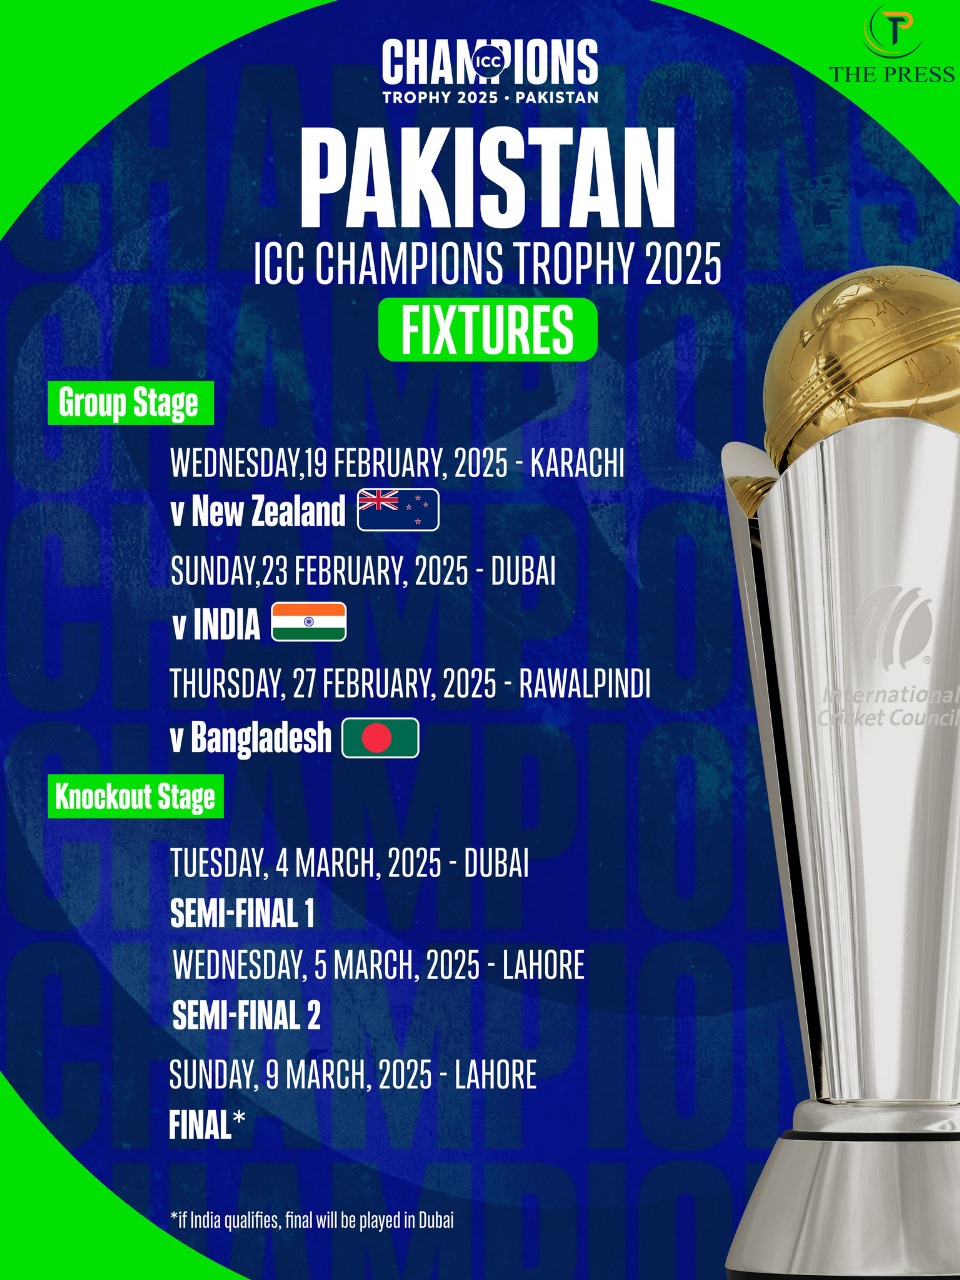 THE PRESS
CHAMPIONS
ICC
TROPHY 2025 · PAKISTAN
PAKISTAN
ICC CHAMPIONS TROPHY 2025
FIXTURES
Group Stage
WEDNESDAY,19 FEBRUARY, 2025 - KARACHI
v New Zealand
SUNDAY,23 FEBRUARY, 2025 - DUBAI
v INDIA
THURSDAY, 27 FEBRUARY, 2025 - RAWALPINDI
v Bangladesh
International
Cricket Council
Knockout Stage
TUESDAY, 4 MARCH, 2025 - DUBAI
SEMI-FINAL 1
WEDNESDAY, 5 MARCH, 2025 - LAHORE
SEMI-FINAL 2
SUNDAY, 9 MARCH, 2025 - LAHORE
FINAL*
*if India qualifies, final will be played in Dubai